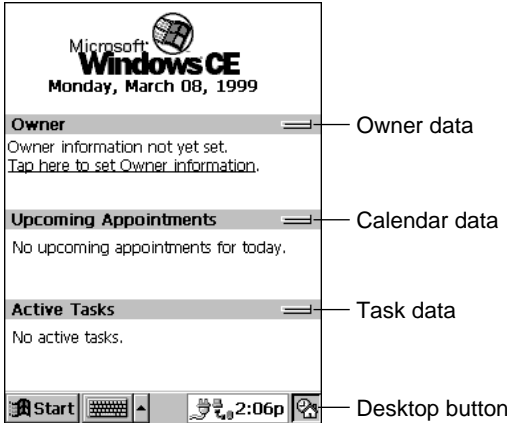 Microsoft
Windows CE
Monday, March 08, 1999
Owner
Owner data
Owner information not yet set.
Tap here to set Owner information.
Upcoming Appointments
Calendar data
No upcoming appointments for today.
Active Tasks
Task data
No active tasks.
Start
2:06p
Desktop button